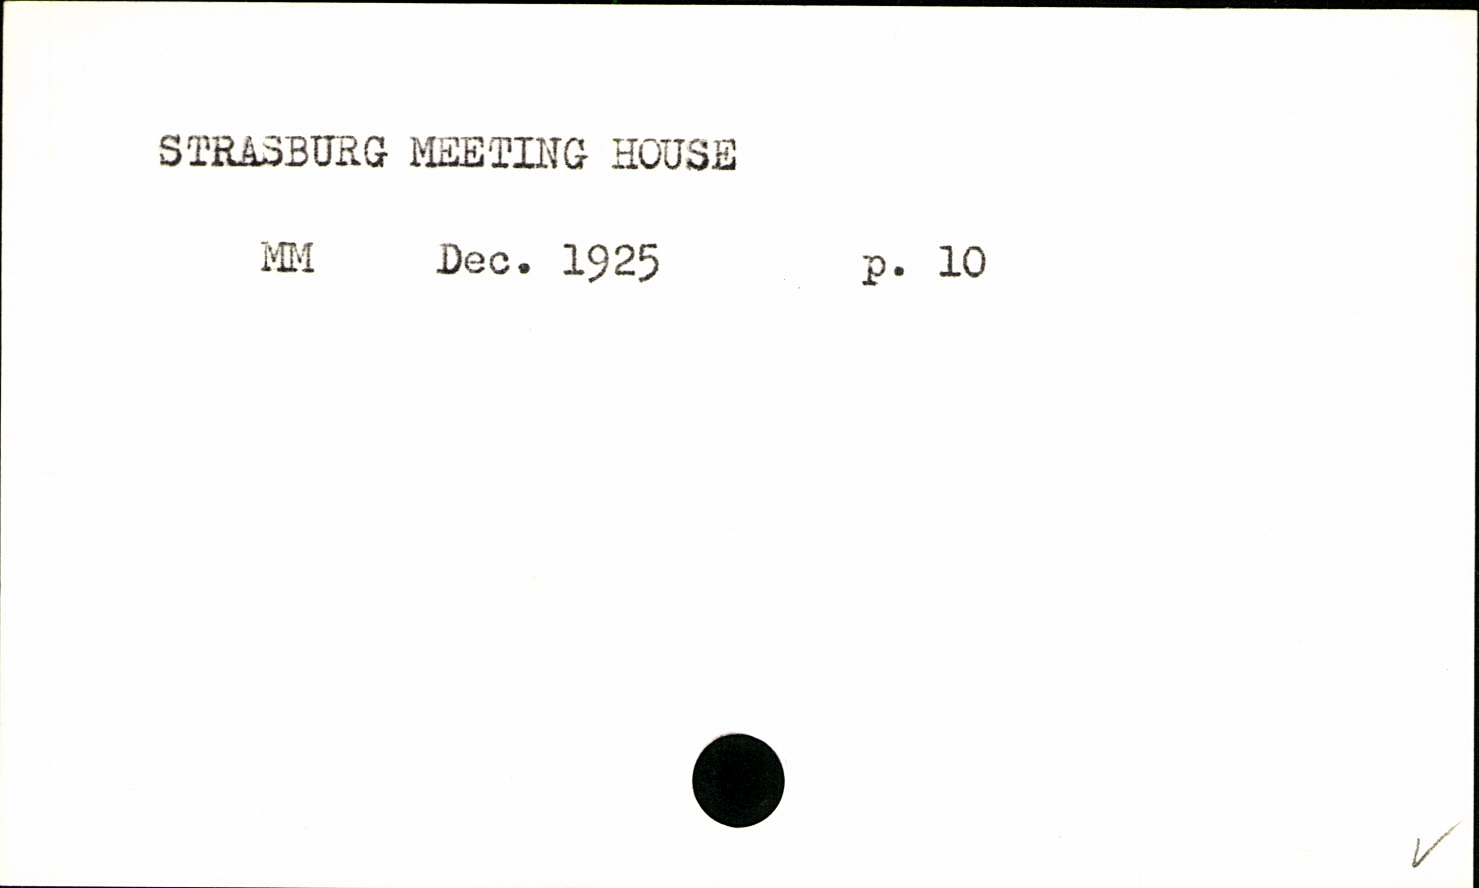 STRASBURG MEETING HOUSE
MM Dec. 1925 p. 10